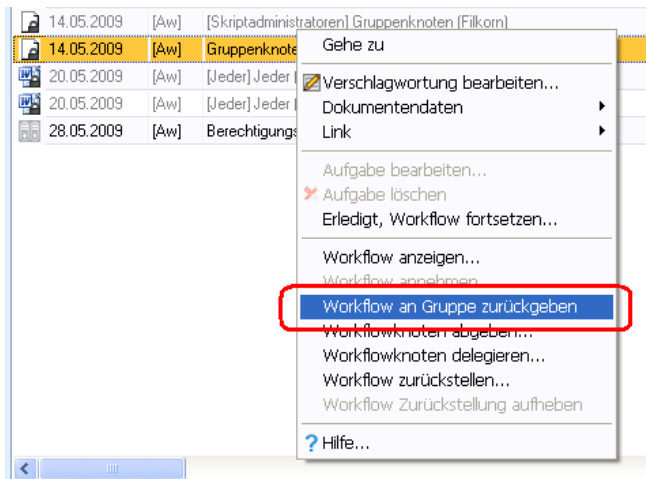 14.05.2009 [Aw] [Skriptadministratoren] Gruppenknoten (Filkorn)
14.05.2009 [Aw] Gruppenknote
20.05.2009 [Aw] [Jeder] Jeder
20.05.2009 [Aw] [Jeder] Jeder
28.05.2009 [Aw] Berechtigungs
Gehe zu
Verschlagwortung bearbeiten...
Dokumentendaten
Link
Aufgabe bearbeiten...
Aufgabe löschen
Erledigt, Workflow fortsetzen...
Workflow anzeigen...
Workflow annehmen
Workflow an Gruppe zurückgeben
Workflowknoten abgeben...
Workflowknoten delegieren...
Workflow zurückstellen...
Workflow Zurückstellung aufheben
Hilfe...